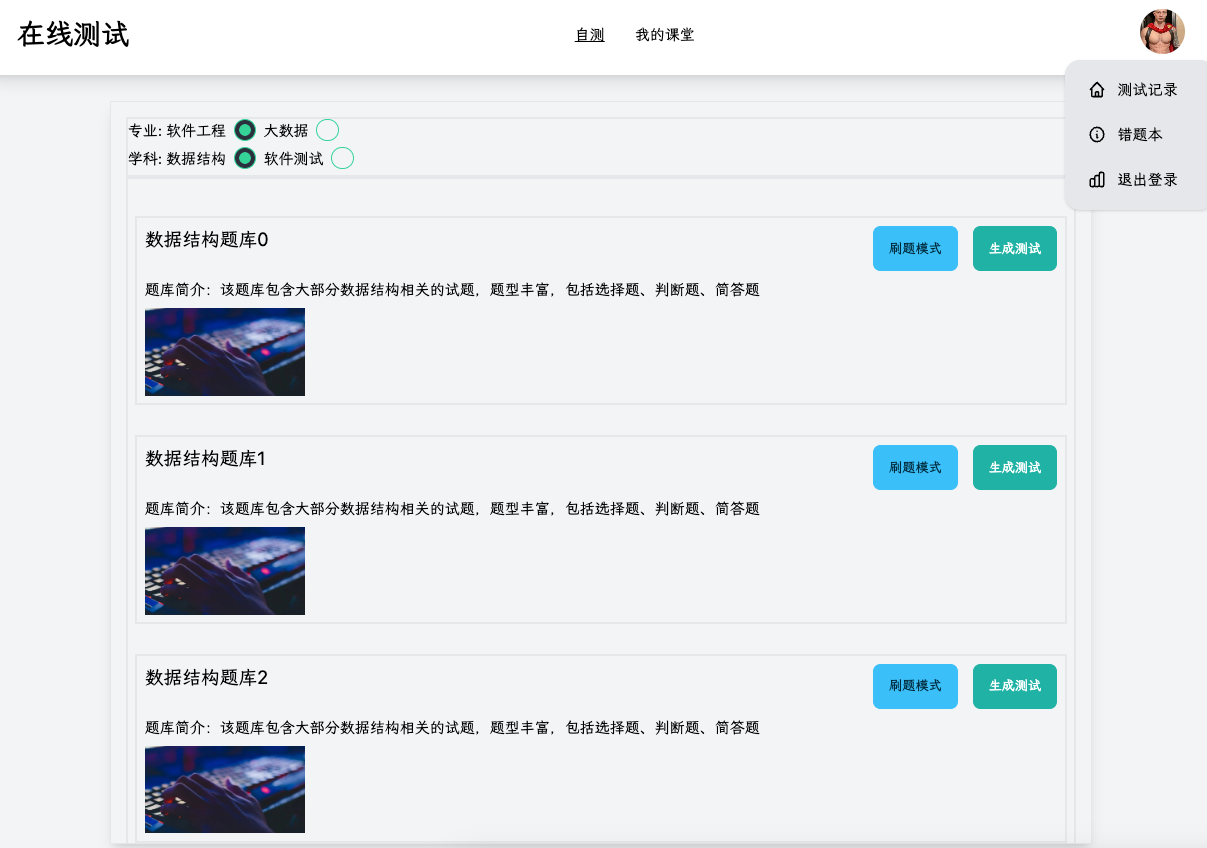 在线测试
自测 我的课堂
测试记录
错题本
退出登录
专业: 软件工程 大数据
学科: 数据结构 软件测试
数据结构题库0
刷题模式 生成测试
题库简介：该题库包含大部分数据结构相关的试题，题型丰富，包括选择题、判断题、简答题
数据结构题库1
刷题模式 生成测试
题库简介：该题库包含大部分数据结构相关的试题，题型丰富，包括选择题、判断题、简答题
数据结构题库2
刷题模式 生成测试
题库简介：该题库包含大部分数据结构相关的试题，题型丰富，包括选择题、判断题、简答题